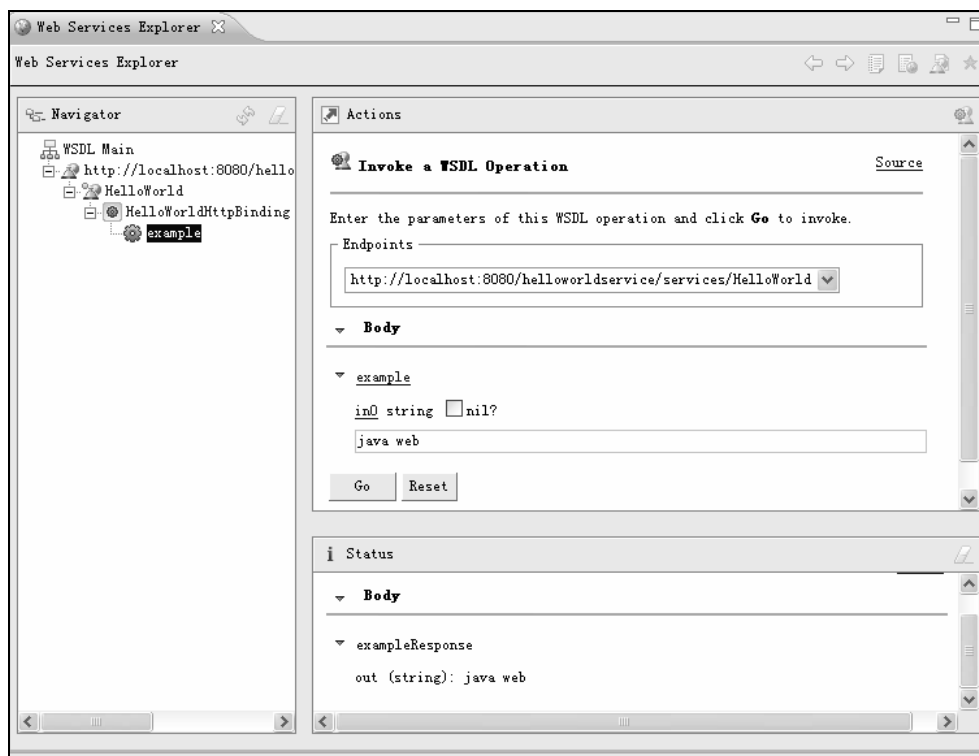 Web Services Explorer
Web Services Explorer
Navigator
WSDL Main
http://localhost:8080/hello
HelloWorld
HelloWorldHttpBinding
example
Actions
Invoke a WSDL Operation
Source
Enter the parameters of this WSDL operation and click Go to invoke.
Endpoints
http://localhost:8080/helloworldservice/services/HelloWorld
Body
example
in0 string nil?
java web
Go Reset
i Status
Body
exampleResponse
out (string): java web